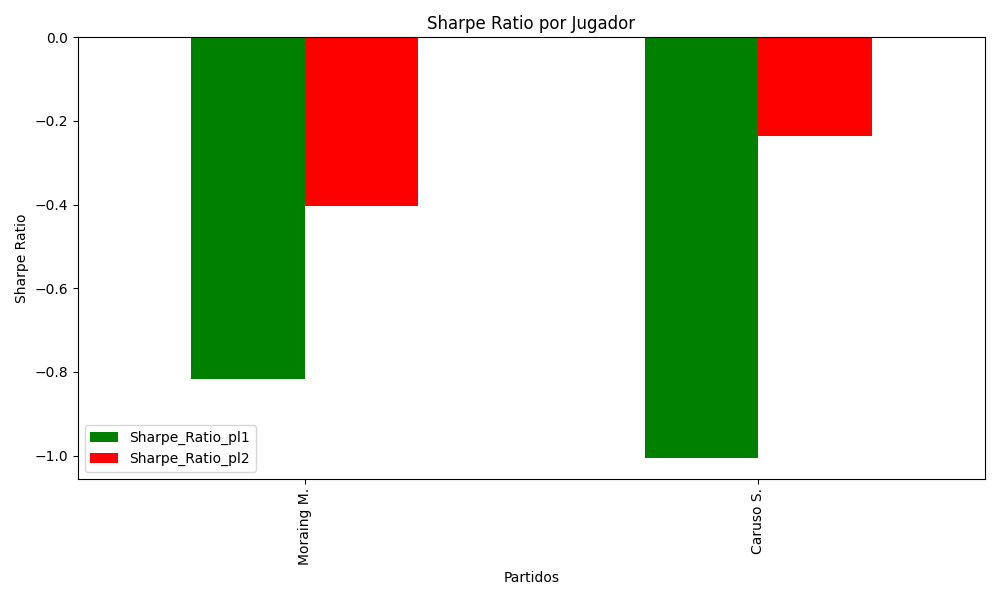 Sharpe Ratio por Jugador
Sharpe Ratio
0.0
−0.2
−0.4
−0.6
−0.8
−1.0
Sharpe_Ratio_pl1
Sharpe_Ratio_pl2
Moraing M.
Caruso S.
Partidos